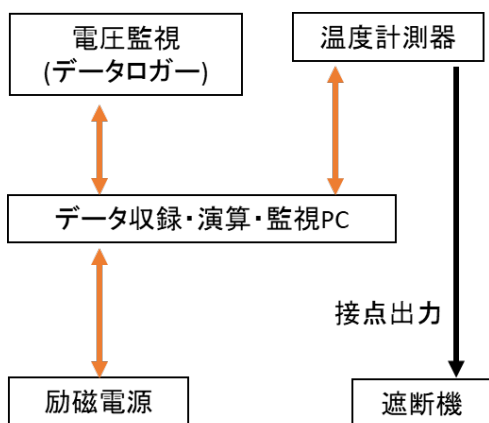 電圧監視
(データロガー)
温度計測器
データ収録・演算・監視PC
接点出力
励磁電源
遮断機